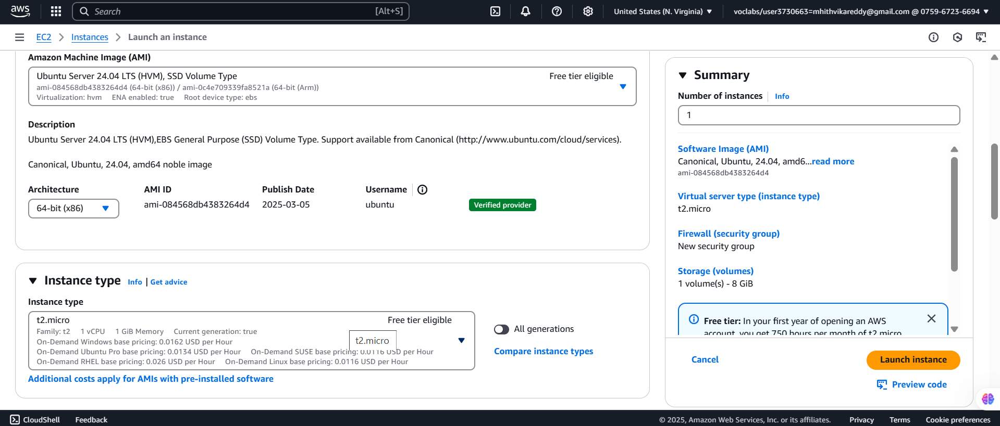 aws
Search [Alt+S]
United States (N. Virginia)
voclabs/user3730663=mhithvikareddy@gmail.com @ 0759-6723-6694
EC2
Instances
Launch an instance
Amazon Machine Image (AMI)
Ubuntu Server 24.04 LTS (HVM), SSD Volume Type
Free tier eligible
ami-084568db4383264d4 (64-bit (x86)) / ami-0c4e709339fa8521a (64-bit (Arm))
Virtualization: hvm ENA enabled: true Root device type: ebs
Description
Ubuntu Server 24.04 LTS (HVM),EBS General Purpose (SSD) Volume Type. Support available from Canonical (http://www.ubuntu.com/cloud/services).
Canonical, Ubuntu, 24.04, amd64 noble image
Architecture AMI ID Publish Date Username
64-bit (x86) ami-084568db4383264d4 2025-03-05 ubuntu Verified provider
Instance type Info | Get advice
Instance type
t2.micro
Free tier eligible
Family: t2 1 vCPU 1 GiB Memory Current generation: true
On-Demand Windows base pricing: 0.0162 USD per Hour
t2.micro
On-Demand Ubuntu Pro base pricing: 0.0134 USD per Hour On-Demand SUSE base pricing: 0.0116 USD per Hour
On-Demand RHEL base pricing: 0.026 USD per Hour On-Demand Linux base pricing: 0.0116 USD per Hour
All generations
Compare instance types
Additional costs apply for AMIs with pre-installed software
Summary
Number of instances Info
1
Software Image (AMI)
Canonical, Ubuntu, 24.04, amd6...read more
ami-084568db4383264d4
Virtual server type (instance type)
t2.micro
Firewall (security group)
New security group
Storage (volumes)
1 volume(s) - 8 GiB
Free tier: In your first year of opening an AWS
account, you get 750 hours per month of t2.micro
Cancel
Launch instance
Preview code
CloudShell Feedback
© 2025, Amazon Web Services, Inc. or its affiliates. Privacy Terms Cookie preferences